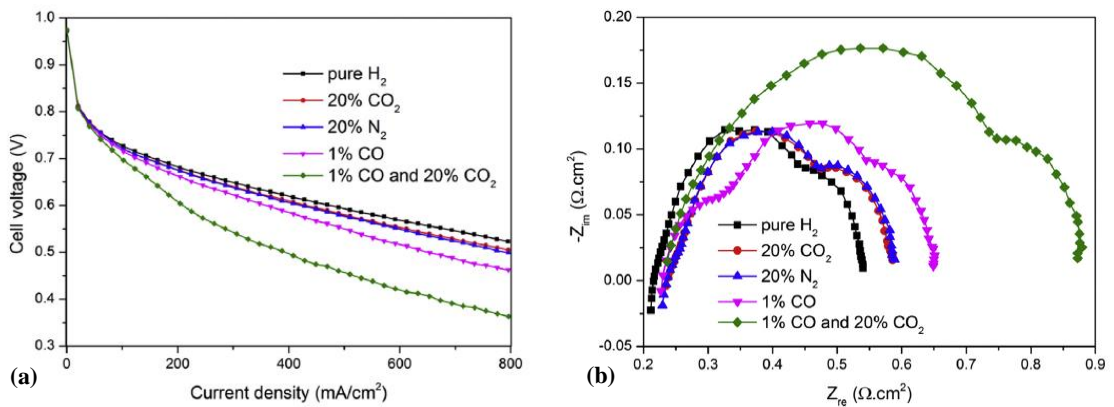 1.0
0.9
0.8
0.7
0.6
0.5
0.4
0.3
Cell voltage (V)
pure H₂
20% CO₂
20% N₂
1% CO
1% CO and 20% CO₂
0
200
400
600
800
Current density (mA/cm²)
(a)
0.20
0.15
0.10
0.05
0.00
-0.05
-Zᵢₘ (Ω.cm²)
pure H₂
20% CO₂
20% N₂
1% CO
1% CO and 20% CO₂
0.2
0.3
0.4
0.5
0.6
0.7
0.8
0.9
Zᵣₑ (Ω.cm²)
(b)